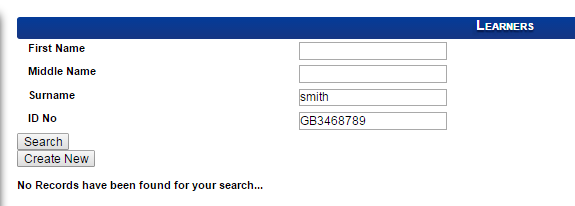 Learners
First Name
Middle Name
Surname smith
ID No GB3468789
Search
Create New
No Records have been found for your search...